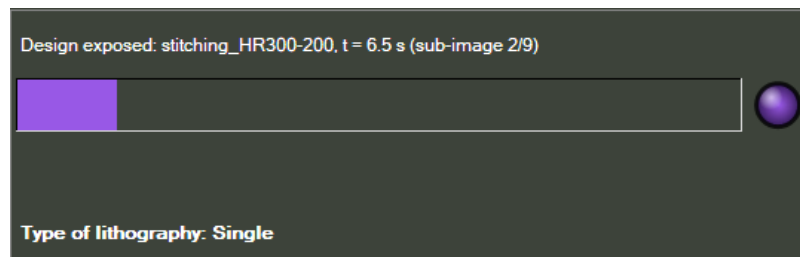 Design exposed: stitching_HR300-200, t = 6.5 s (sub-image 2/9)
Type of lithography: Single